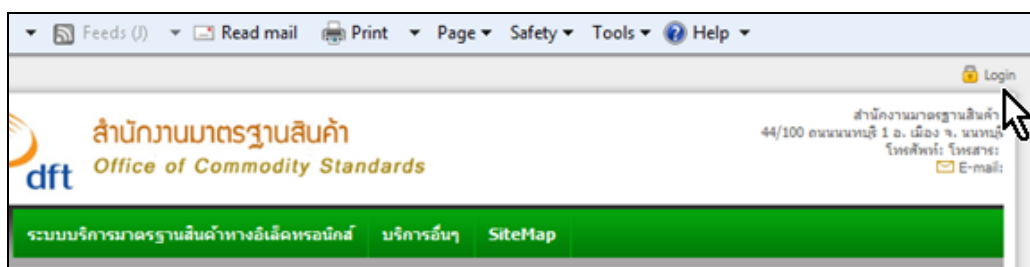 Feeds (J) Read mail Print Page Safety Tools Help
Login
dft
สำนักงานมาตรฐานสินค้า
Office of Commodity Standards
สำนักงานมาตรฐานสินค้า
44/100 ถนนนนทบุรี 1 อ. เมือง จ. นนทบุรี
โทรศัพท์: โทรสาร:
E-mail:
ระบบบริการมาตรฐานสินค้าทางอิเล็คทรอนิกส์ บริการอื่นๆ SiteMap